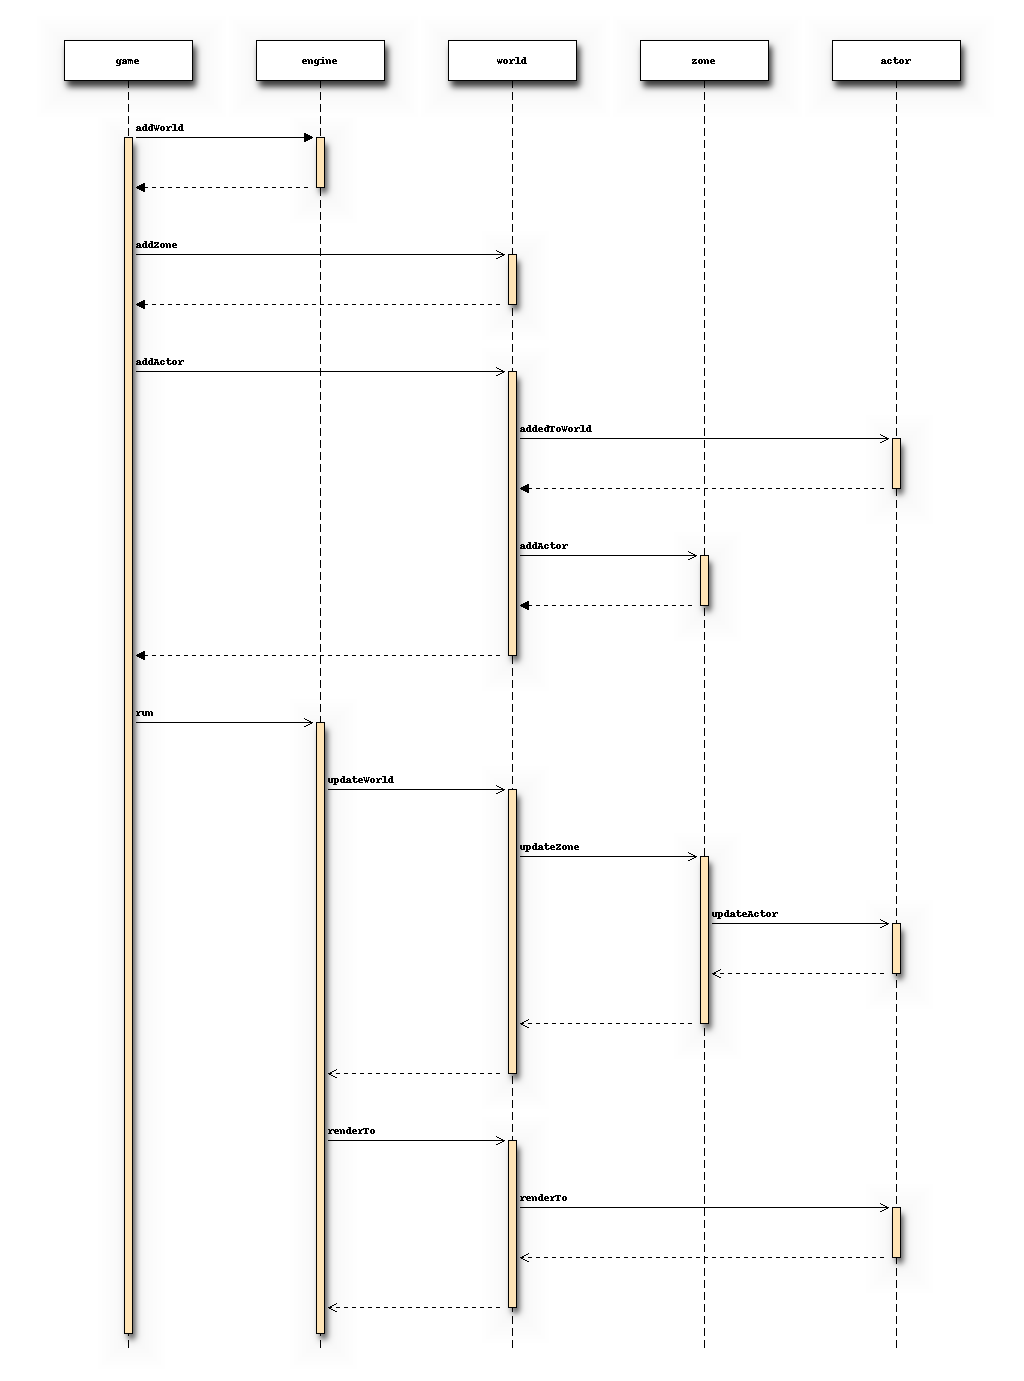 game
engine
world
zone
actor
addWorld
addZone
addActor
addedToWorld
addActor
run
updateWorld
updateZone
updateActor
renderTo
renderTo